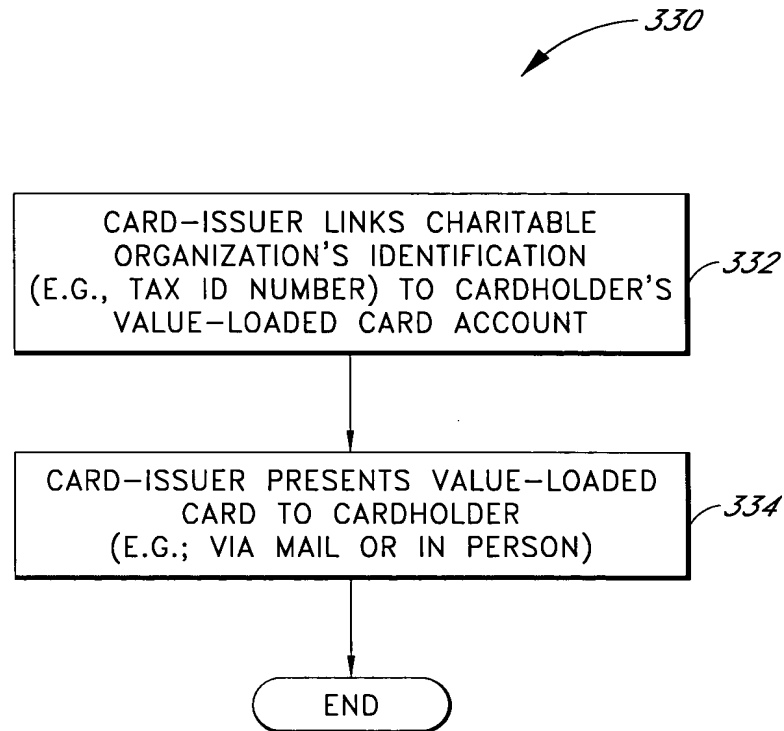 330
CARD-ISSUER LINKS CHARITABLE
ORGANIZATION'S IDENTIFICATION
(E.G., TAX ID NUMBER) TO CARDHOLDER'S
VALUE-LOADED CARD ACCOUNT
332
CARD-ISSUER PRESENTS VALUE-LOADED
CARD TO CARDHOLDER
(E.G.; VIA MAIL OR IN PERSON)
334
END